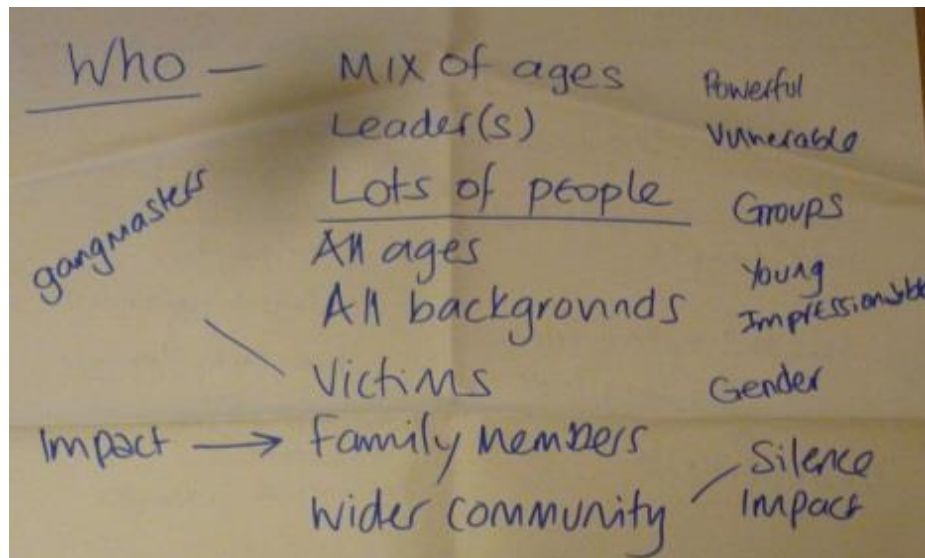 Who — Mix of ages
Leader(s)
Lots of people
All ages
All backgrounds
Victims
Family Members
Wider community
gangmasters
Impact →
Powerful
Vulnerable
Groups
Young
Impressionable
Gender
Silence
Impact